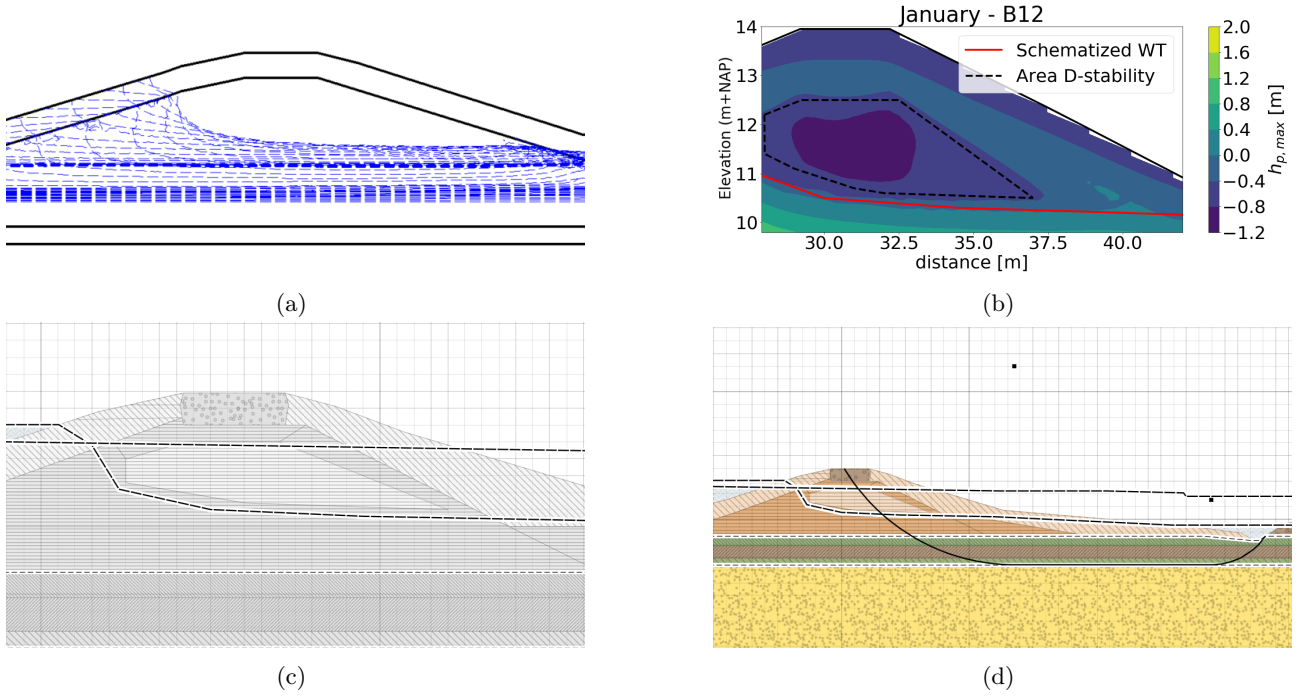 January - B12
14
13
12
11
10
Elevation (m+NAP)
30.0 32.5 35.0 37.5 40.0
distance [m]
Schematized WT
Area D-stability
2.0
1.6
1.2
0.8
0.4
0.0
−0.4
−0.8
−1.2
h_{p, max} [m]
(a)
(b)
(c)
(d)